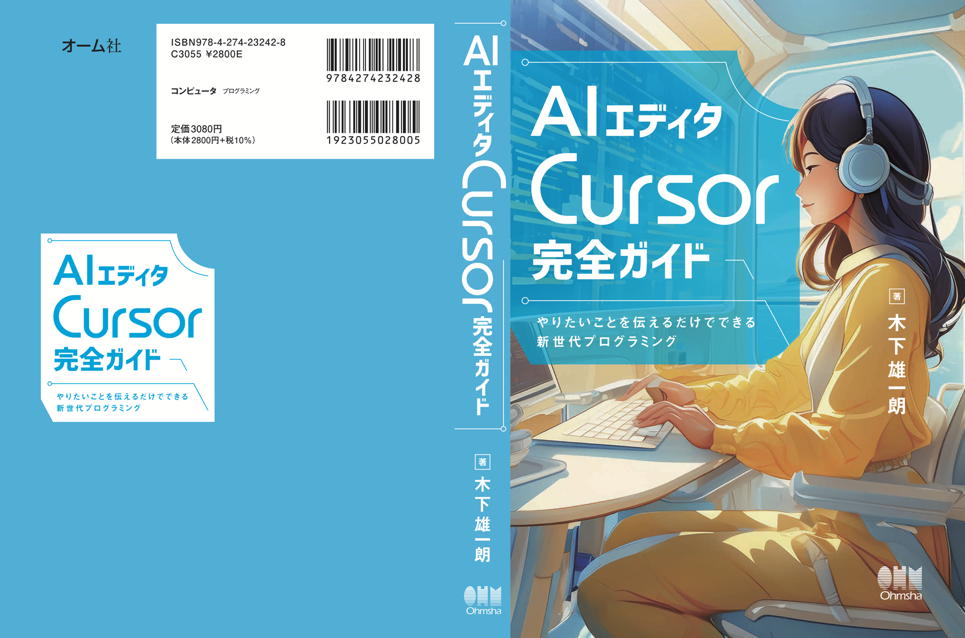 オーム社
ISBN978-4-274-23242-8
C3055 ¥2800E
コンピュータ プログラミング
定価3080円
(本体2800円+税10%)
9784274232428
1923055028005
AIエディタ
Cursor
完全ガイド
やりたいことを伝えるだけでできる
新世代プログラミング
AIエディタCursor完全ガイド
著
木下雄一朗
OHM
Ohmsha
AIエディタ
Cursor
完全ガイド
やりたいことを伝えるだけでできる
新世代プログラミング
著
木下雄一朗
OHM
Ohmsha